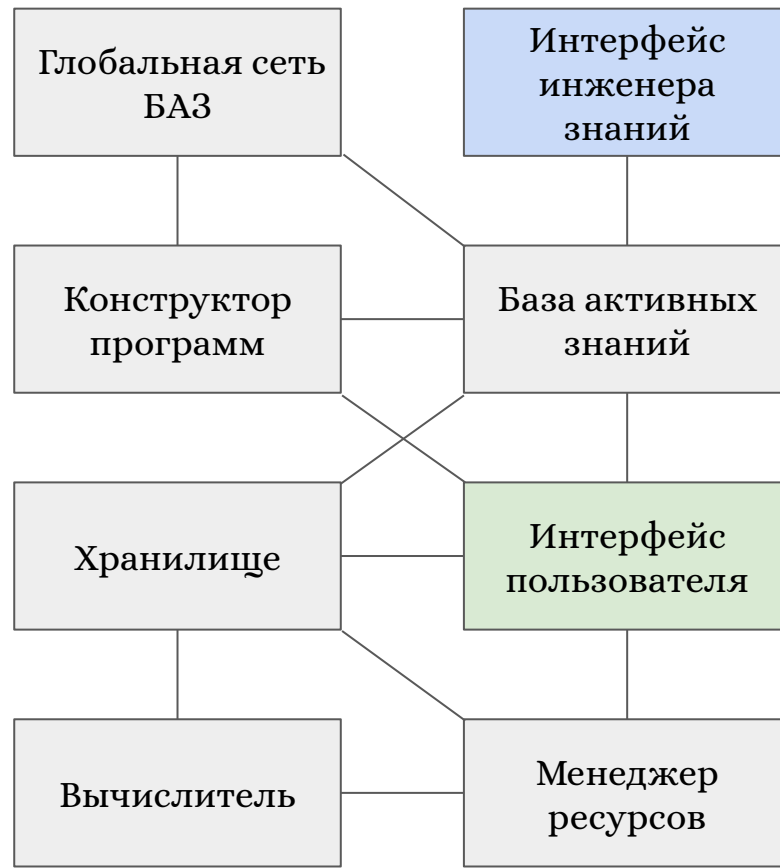 Глобальная сеть
БАЗ
Интерфейс
инженера
знаний
Конструктор
программ
База активных
знаний
Хранилище
Интерфейс
пользователя
Вычислитель
Менеджер
ресурсов